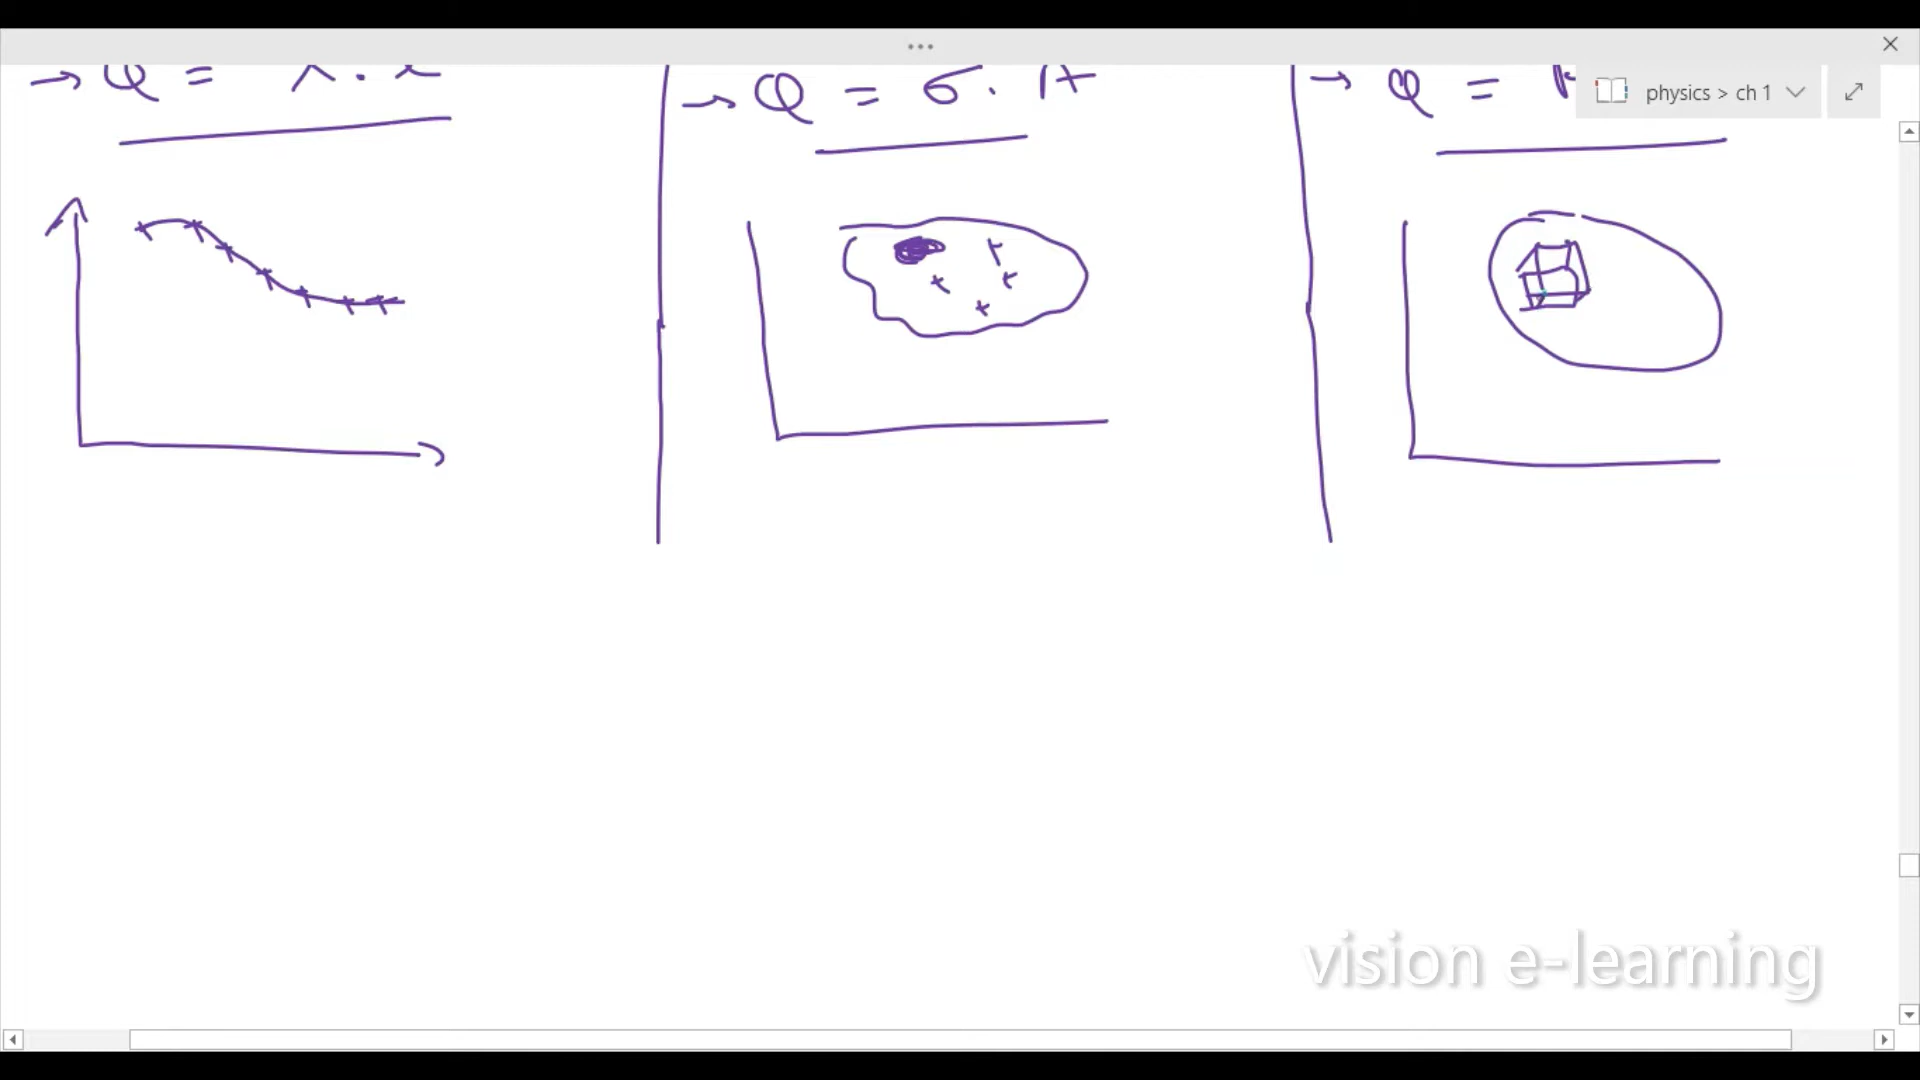 → Q = λ · l
→ Q = σ · A
→ Q =
physics > ch 1
vision e-learning